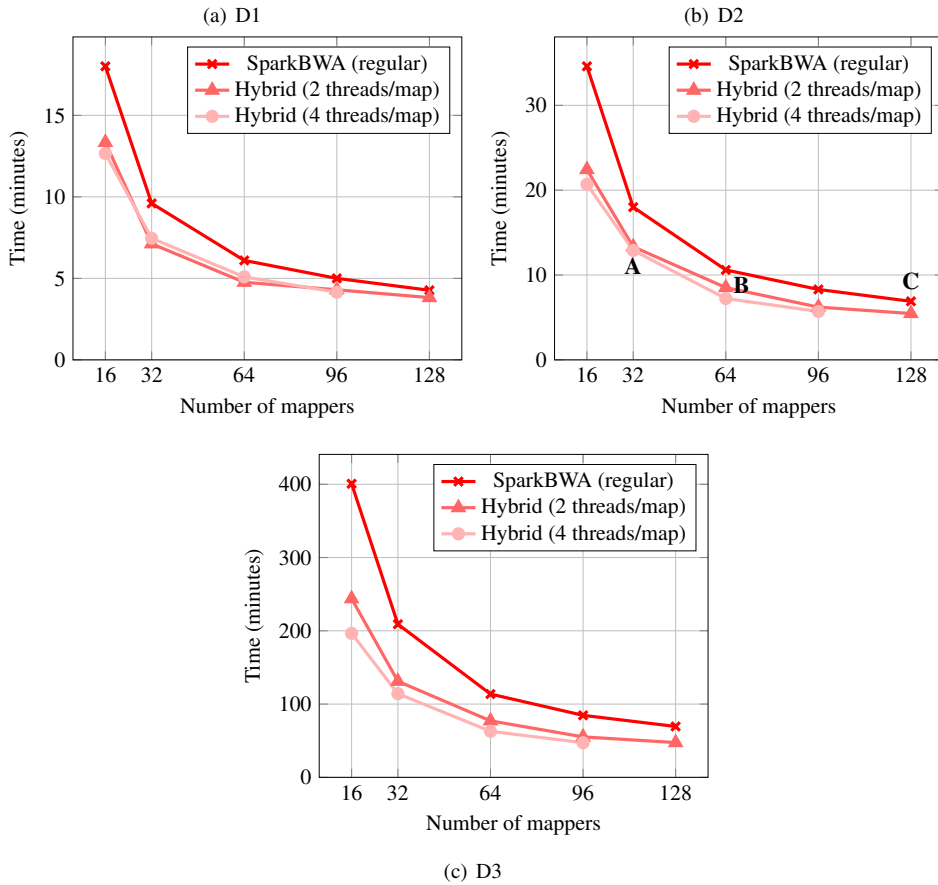 (a) D1
SparkBWA (regular)
Hybrid (2 threads/map)
Hybrid (4 threads/map)
15
10
5
0
Time (minutes)
16 32 64 96 128
Number of mappers
(b) D2
SparkBWA (regular)
Hybrid (2 threads/map)
Hybrid (4 threads/map)
30
20
10
0
Time (minutes)
A
B
C
16 32 64 96 128
Number of mappers
SparkBWA (regular)
Hybrid (2 threads/map)
Hybrid (4 threads/map)
400
300
200
100
0
Time (minutes)
16 32 64 96 128
Number of mappers
(c) D3